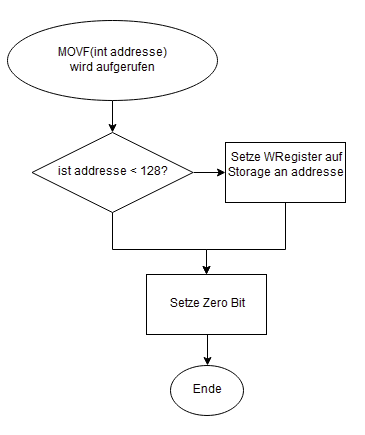 MOVF(int addresse)
wird aufgerufen
ist addresse < 128?
Setze WRegister auf
Storage an addresse
Setze Zero Bit
Ende